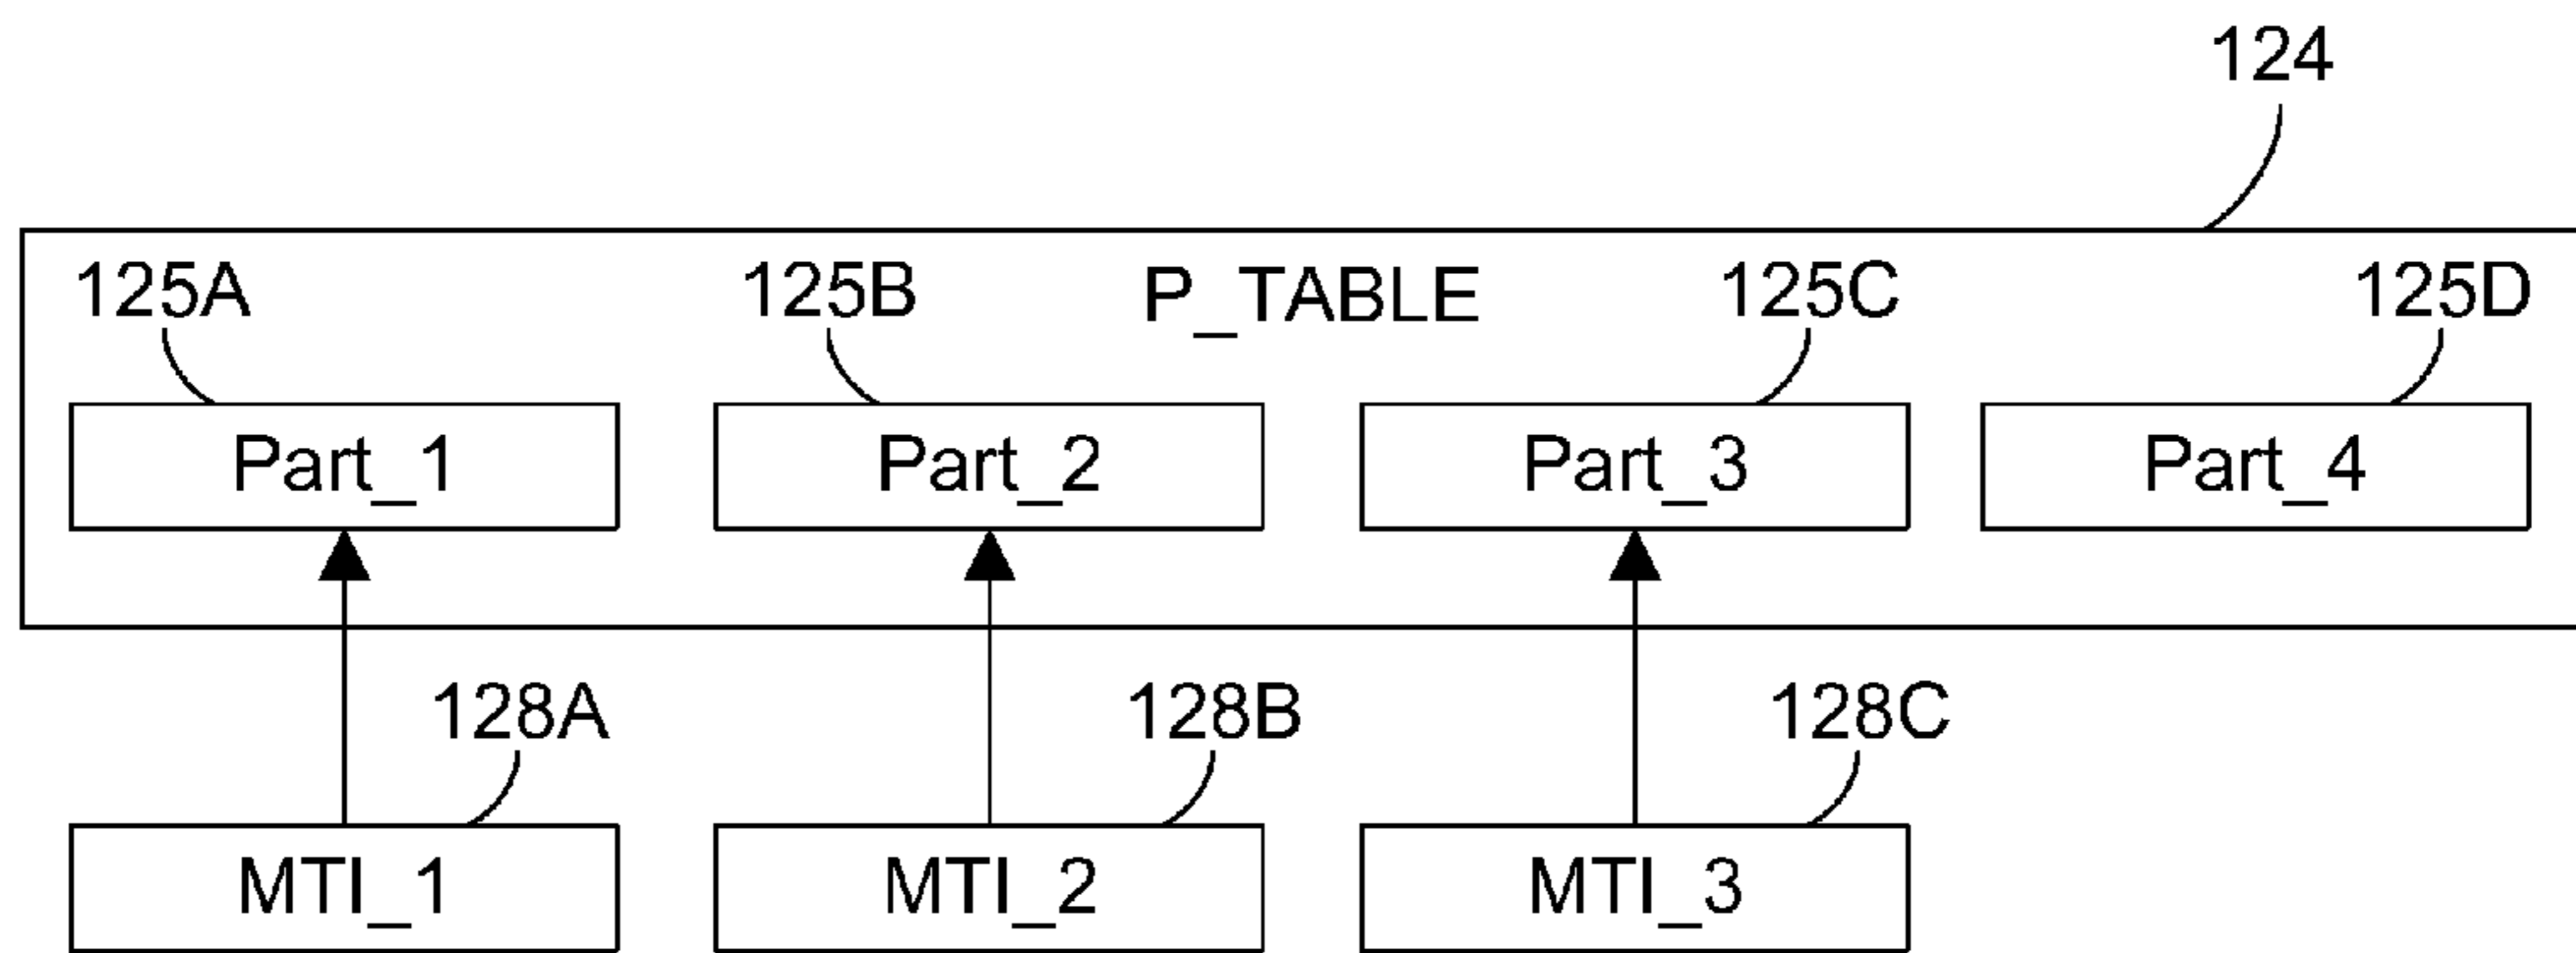 124
125A 125B P_TABLE 125C 125D
Part_1 Part_2 Part_3 Part_4
128A 128B 128C
MTI_1 MTI_2 MTI_3